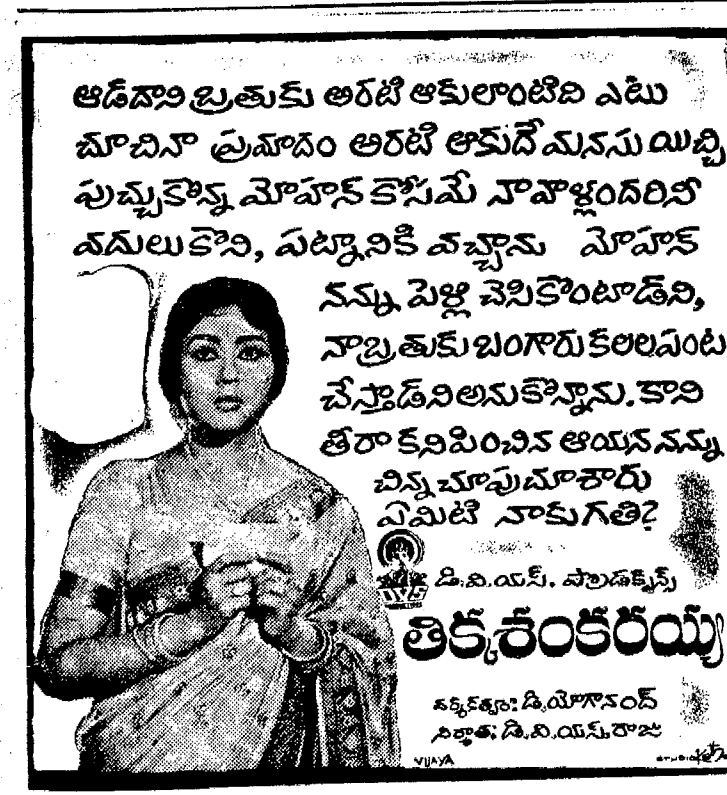 ఆడదాని బ్రతుకు అరటి ఆకులాంటిది ఎటు
చూచినా ప్రమాదం అరటి ఆకుదే మనసు యిచ్చి
పుచ్చుకొన్న మోహన్ కోసమే నావాళ్లందరినీ
వదులుకొని, పట్నానికి వచ్చాను మోహన్
నన్ను పెళ్లి చేసికొంటాడని,
నాబ్రతుకు బంగారు కలలపంట
చేస్తాడని అనుకొన్నాను. కాని
తీరా కనిపించిన ఆయన నన్ను
చిన్న చూపు చూశారు
ఏమిటి నాకు గతి?
డి.వి.యస్. ప్రొడక్షన్స్
తిక్కశంకరయ్య
దర్శకత్వం: డి.యోగానంద్
నిర్మాత: డి.వి.యస్.రాజు
VIJAYA
STUDIO